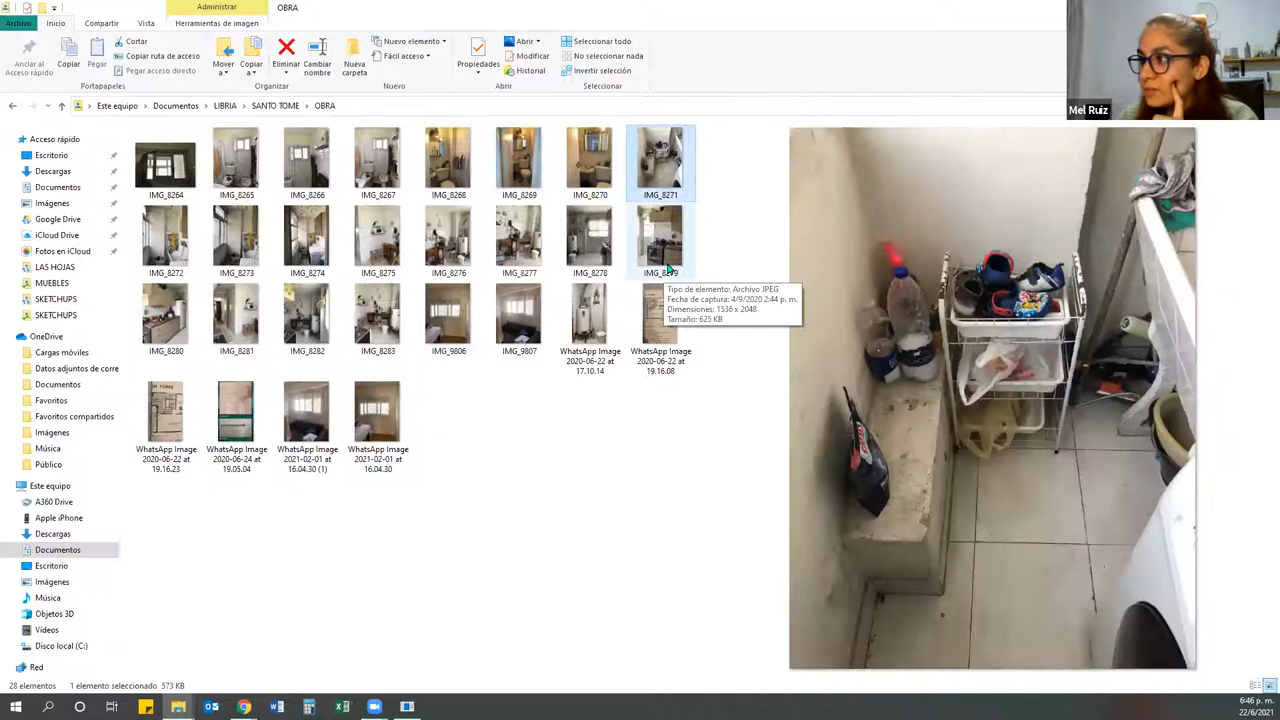 Administrar
OBRA
Archivo
Inicio
Compartir
Vista
Herramientas de imagen
Anclar al
Acceso rápido
Copiar
Pegar
Cortar
Copiar ruta de acceso
Pegar acceso directo
Portapapeles
Mover
a
Copiar
a
Eliminar
Cambiar
nombre
Organizar
Nueva
carpeta
Nuevo elemento
Fácil acceso
Nuevo
Propiedades
Abrir
Modificar
Historial
Abrir
Seleccionar todo
No seleccionar nada
Invertir selección
Seleccionar
Mel Ruiz
Este equipo > Documentos > LIBRIA > SANTO TOME > OBRA
Acceso rápido
Escritorio
Descargas
Documentos
Imágenes
Google Drive
iCloud Drive
Fotos en iCloud
LAS HOJAS
MUEBLES
SKETCHUPS
SKETCHUPS
OneDrive
Cargas móviles
Datos adjuntos de corre
Documentos
Favoritos
Favoritos compartidos
Imágenes
Música
Público
Este equipo
A360 Drive
Apple iPhone
Descargas
Documentos
Escritorio
Imágenes
Música
Objetos 3D
Vídeos
Disco local (C:)
Red
IMG_8264
IMG_8265
IMG_8266
IMG_8267
IMG_8268
IMG_8269
IMG_8270
IMG_8271
IMG_8272
IMG_8273
IMG_8274
IMG_8275
IMG_8276
IMG_8277
IMG_8278
IMG_8279
Tipo de elemento: Archivo JPEG
Fecha de captura: 4/9/2020 2:44 p. m.
Dimensiones: 1536 x 2048
Tamaño: 625 KB
IMG_8280
IMG_8281
IMG_8282
IMG_8283
IMG_9806
IMG_9807
WhatsApp Image
2020-06-22 at
17.10.14
WhatsApp Image
2020-06-22 at
19.16.08
WhatsApp Image
2020-06-22 at
19.16.23
WhatsApp Image
2020-06-24 at
19.05.04
WhatsApp Image
2021-02-01 at
16.04.30 (1)
WhatsApp Image
2021-02-01 at
16.04.30
28 elementos
1 elemento seleccionado 573 KB
6:46 p. m.
22/6/2021